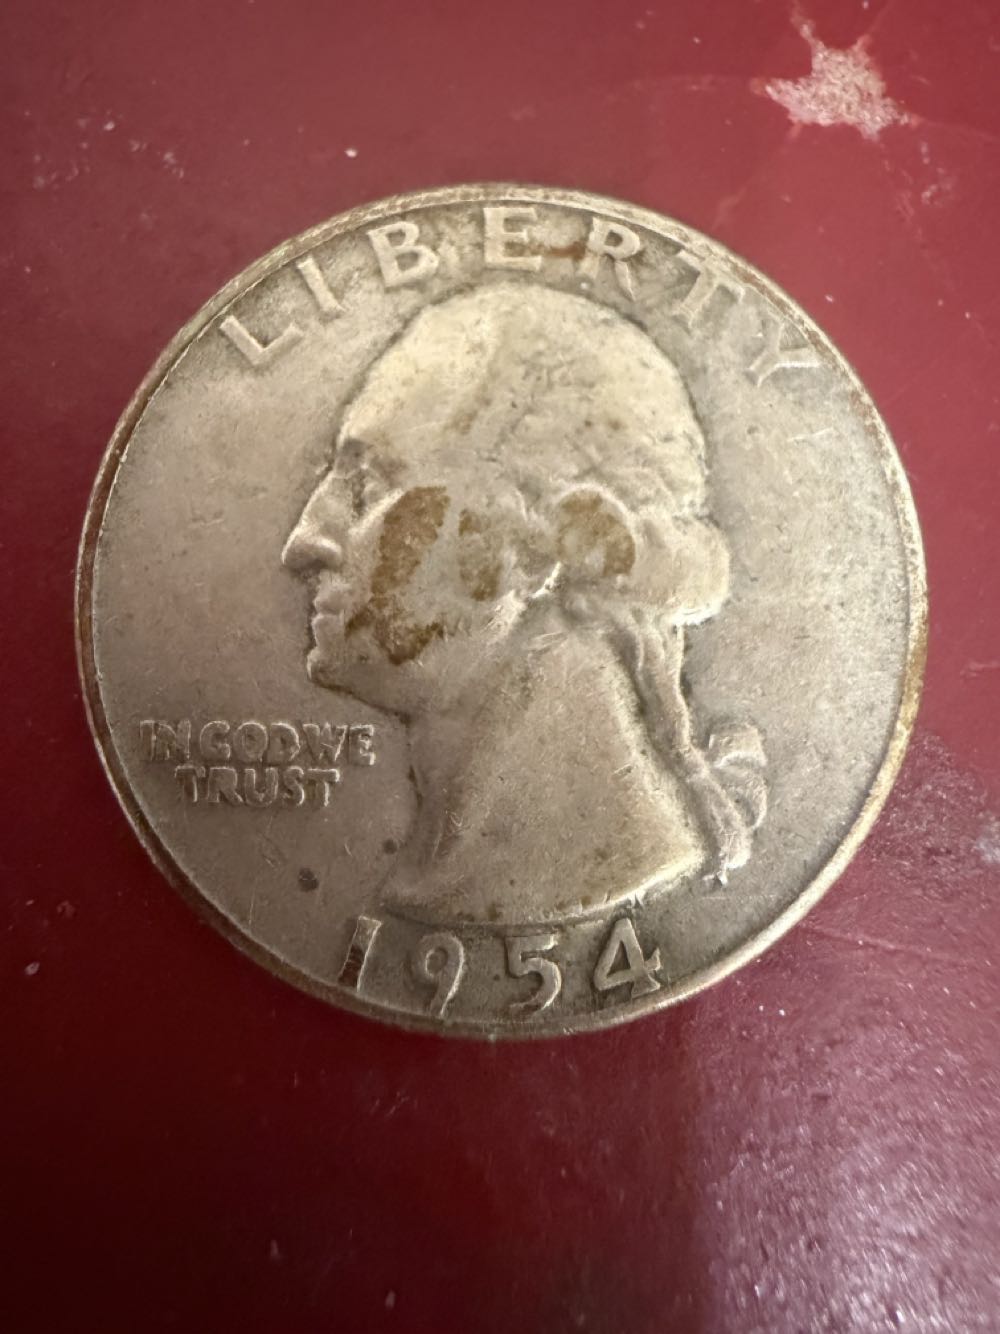 LIBERTY
IN GOD WE
TRUST
1954